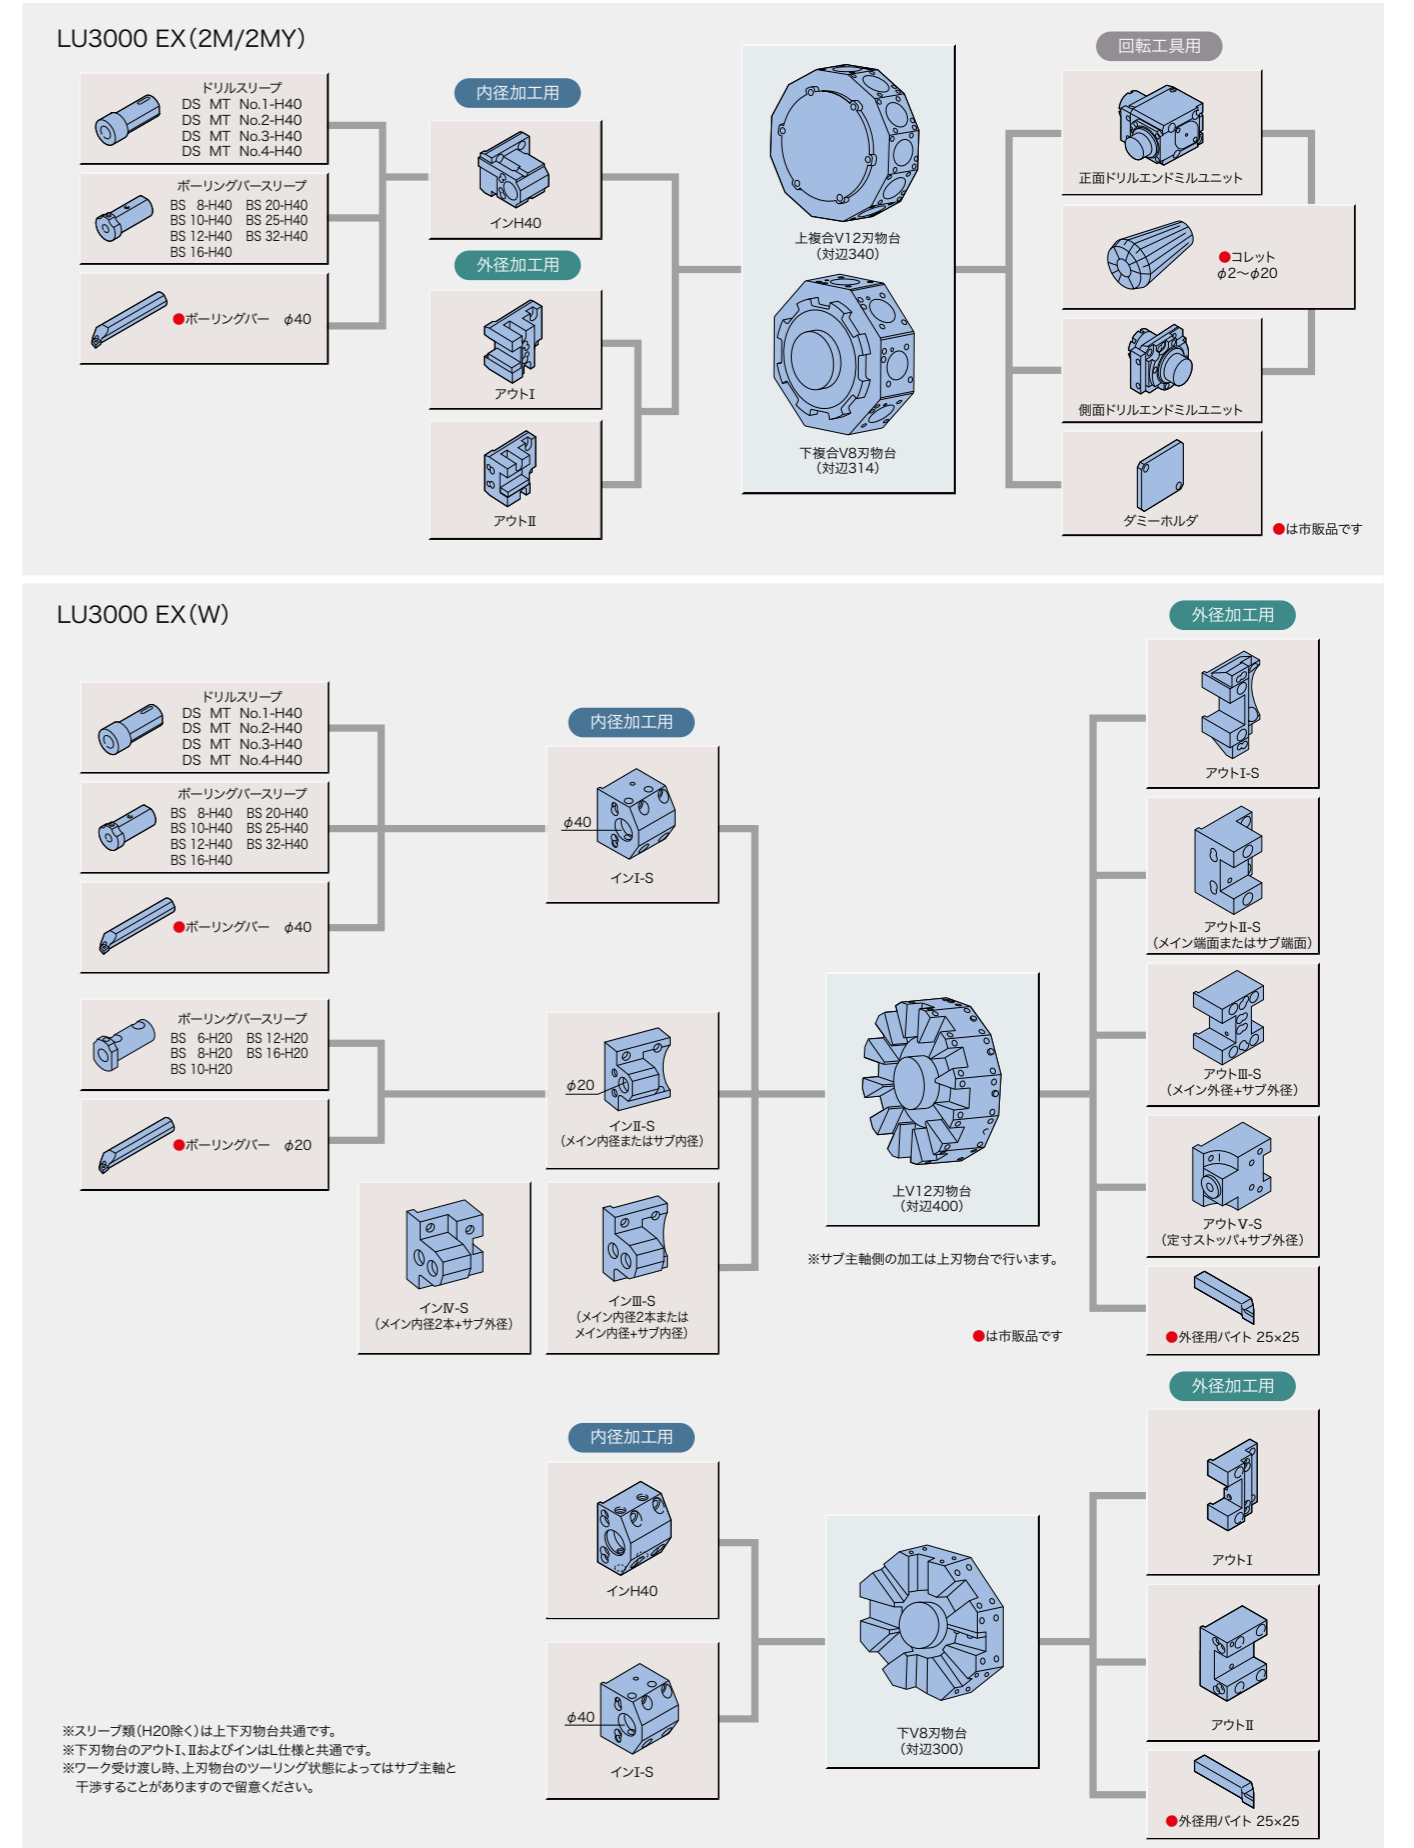 LU3000 EX（2M/2MY）
ドリルスリーブ
DS MT No.1-H40
DS MT No.2-H40
DS MT No.3-H40
DS MT No.4-H40
ボーリングバースリーブ
BS 8-H40 BS 20-H40
BS 10-H40 BS 25-H40
BS 12-H40 BS 32-H40
BS 16-H40
●ボーリングバー φ40
内径加工用
インH40
外径加工用
アウトⅠ
アウトⅡ
上複合V12刃物台
（対辺340）
下複合V8刃物台
（対辺314）
回転工具用
正面ドリルエンドミルユニット
●コレット
φ2〜φ20
側面ドリルエンドミルユニット
ダミーホルダ
●は市販品です
LU3000 EX（W）
ドリルスリーブ
DS MT No.1-H40
DS MT No.2-H40
DS MT No.3-H40
DS MT No.4-H40
ボーリングバースリーブ
BS 8-H40 BS 20-H40
BS 10-H40 BS 25-H40
BS 12-H40 BS 32-H40
BS 16-H40
●ボーリングバー φ40
ボーリングバースリーブ
BS 6-H20 BS 12-H20
BS 8-H20 BS 16-H20
BS 10-H20
●ボーリングバー φ20
内径加工用
φ40
インⅠ-S
φ20
インⅡ-S
（メイン内径またはサブ内径）
インⅣ-S
（メイン内径2本+サブ外径）
インⅢ-S
（メイン内径2本または
メイン内径+サブ内径）
上V12刃物台
（対辺400）
※サブ主軸側の加工は上刃物台で行います。
●は市販品です
外径加工用
アウトⅠ-S
アウトⅡ-S
（メイン端面またはサブ端面）
アウトⅢ-S
（メイン外径+サブ外径）
アウトⅤ-S
（定寸ストッパ+サブ外径）
●外径用バイト 25×25
内径加工用
インH40
φ40
インⅠ-S
下V8刃物台
（対辺300）
外径加工用
アウトⅠ
アウトⅡ
●外径用バイト 25×25
※スリーブ類（H20除く）は上下刃物台共通です。
※下刃物台のアウトⅠ、ⅡおよびインはL仕様と共通です。
※ワーク受け渡し時、上刃物台のツーリング状態によってはサブ主軸と
干渉することがありますので留意ください。